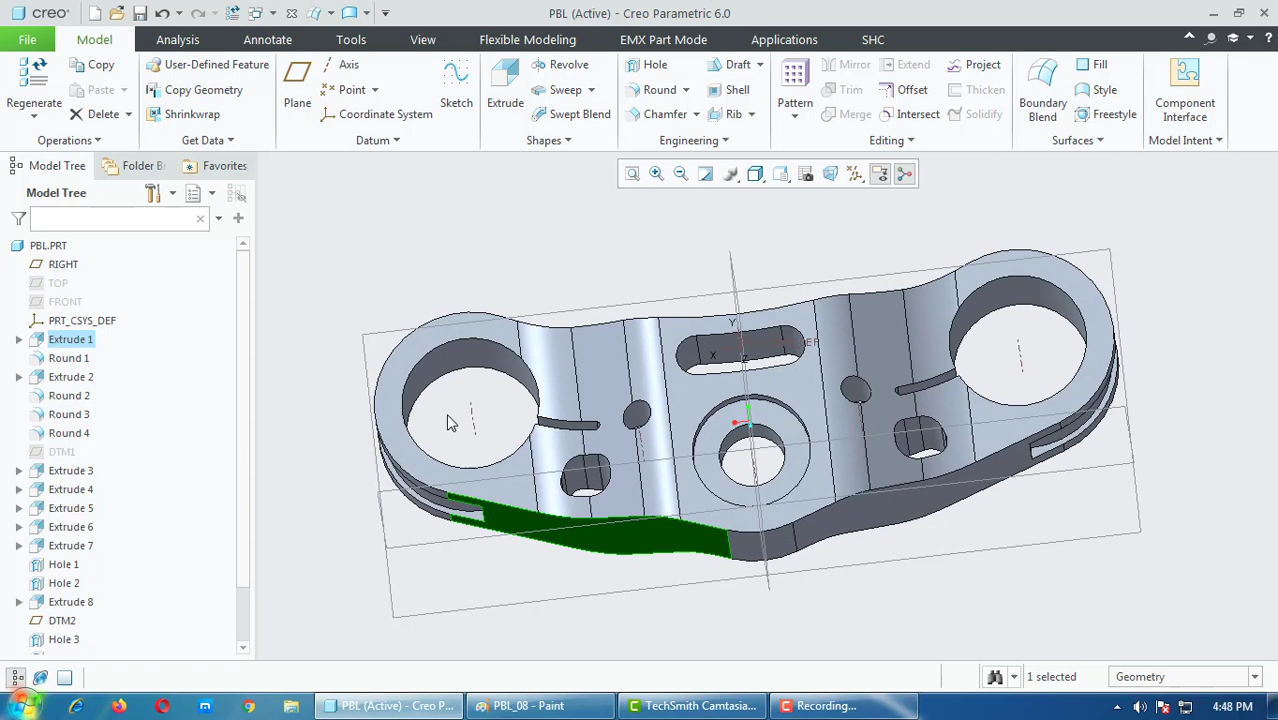 creo
PBL (Active) - Creo Parametric 6.0
File
Model
Analysis
Annotate
Tools
View
Flexible Modeling
EMX Part Mode
Applications
SHC
Regenerate
Copy
Paste
Delete
Operations
User-Defined Feature
Copy Geometry
Shrinkwrap
Get Data
Plane
Axis
Point
Coordinate System
Sketch
Datum
Extrude
Revolve
Sweep
Swept Blend
Shapes
Hole
Round
Chamfer
Draft
Shell
Rib
Engineering
Pattern
Mirror
Trim
Merge
Extend
Offset
Intersect
Project
Thicken
Solidify
Editing
Boundary
Blend
Fill
Style
Freestyle
Surfaces
Component
Interface
Model Intent
Model Tree
Folder Br
Favorites
Model Tree
PBL.PRT
RIGHT
TOP
FRONT
PRT_CSYS_DEF
Extrude 1
Round 1
Extrude 2
Round 2
Round 3
Round 4
DTM1
Extrude 3
Extrude 4
Extrude 5
Extrude 6
Extrude 7
Hole 1
Hole 2
Extrude 8
DTM2
Hole 3
Y
X
Z
EF
1 selected
Geometry
PBL (Active) - Creo P...
PBL_08 - Paint
TechSmith Camtasia...
Recording...
4:48 PM